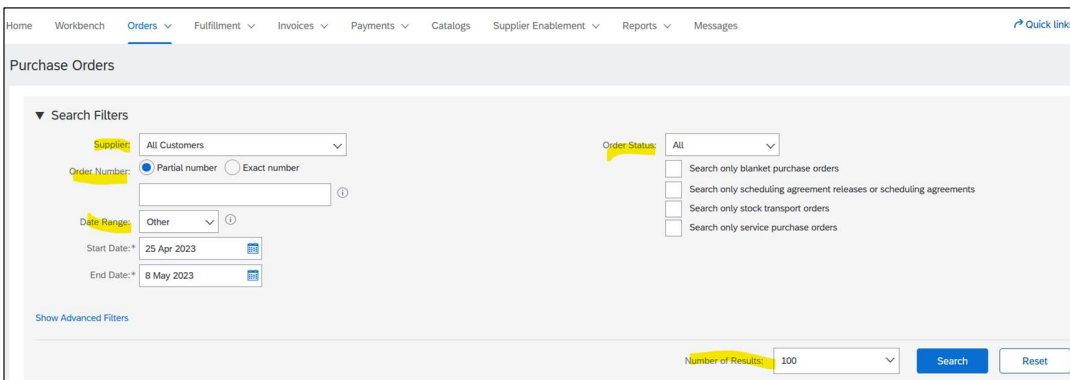 Home Workbench Orders Fulfillment Invoices Payments Catalogs Supplier Enablement Reports Messages Quick links
Purchase Orders
▼ Search Filters
Supplier: All Customers
Order Number: Partial number Exact number
Date Range: Other
Start Date:* 25 Apr 2023
End Date:* 8 May 2023
Show Advanced Filters
Order Status: All
Search only blanket purchase orders
Search only scheduling agreement releases or scheduling agreements
Search only stock transport orders
Search only service purchase orders
Number of Results: 100 Search Reset